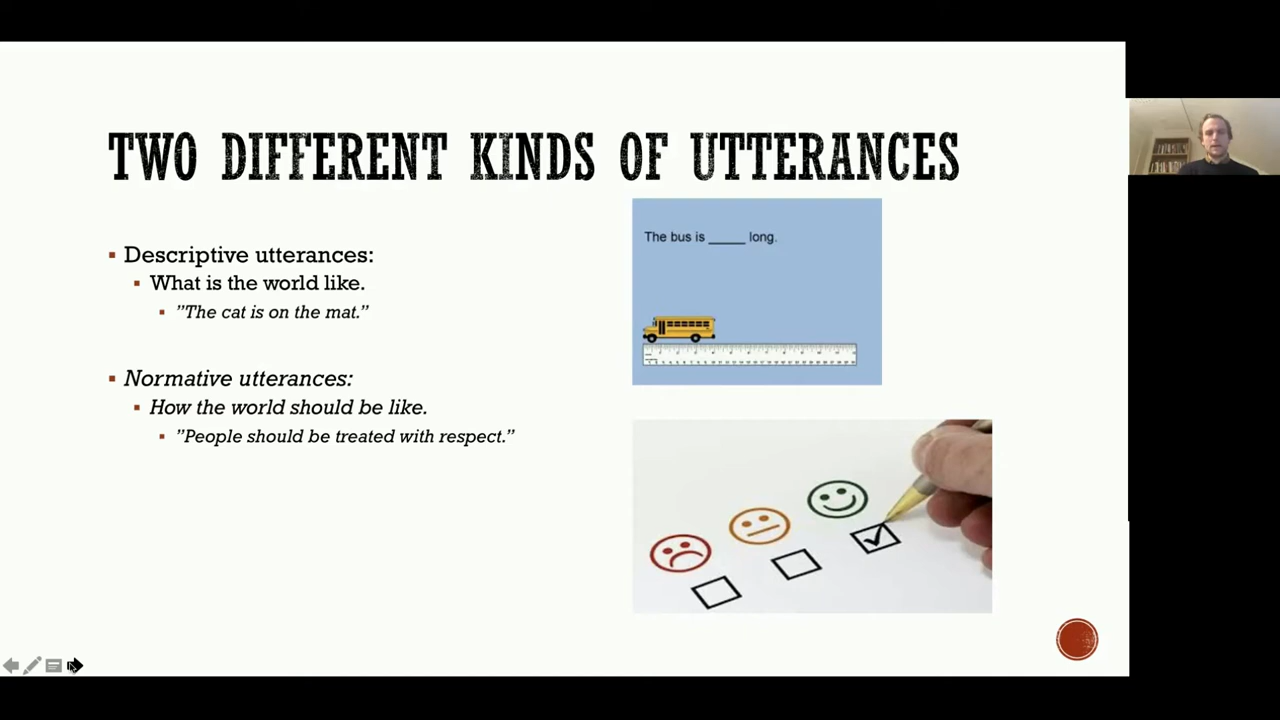 TWO DIFFERENT KINDS OF UTTERANCES
Descriptive utterances:
What is the world like.
”The cat is on the mat.”
Normative utterances:
How the world should be like.
”People should be treated with respect.”
The bus is _____ long.